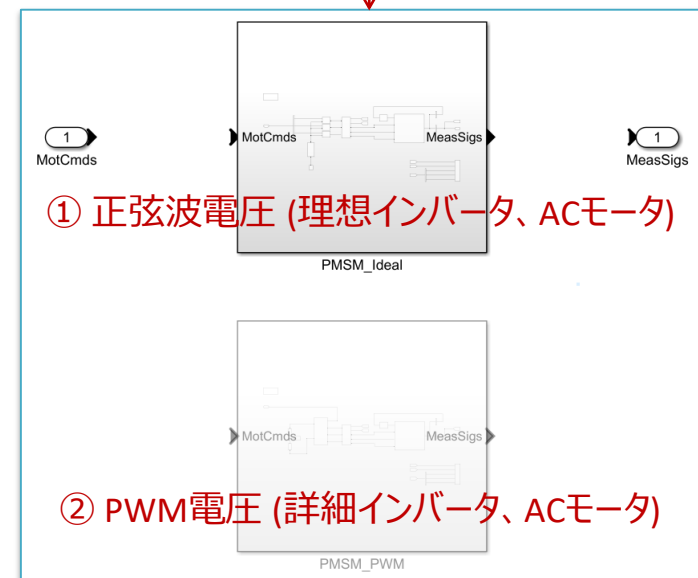 1
MotCmds
MotCmds
MeasSigs
1
MeasSigs
① 正弦波電圧 (理想インバータ、ACモータ)
PMSM_Ideal
MotCmds
MeasSigs
② PWM電圧 (詳細インバータ、ACモータ)
PMSM_PWM